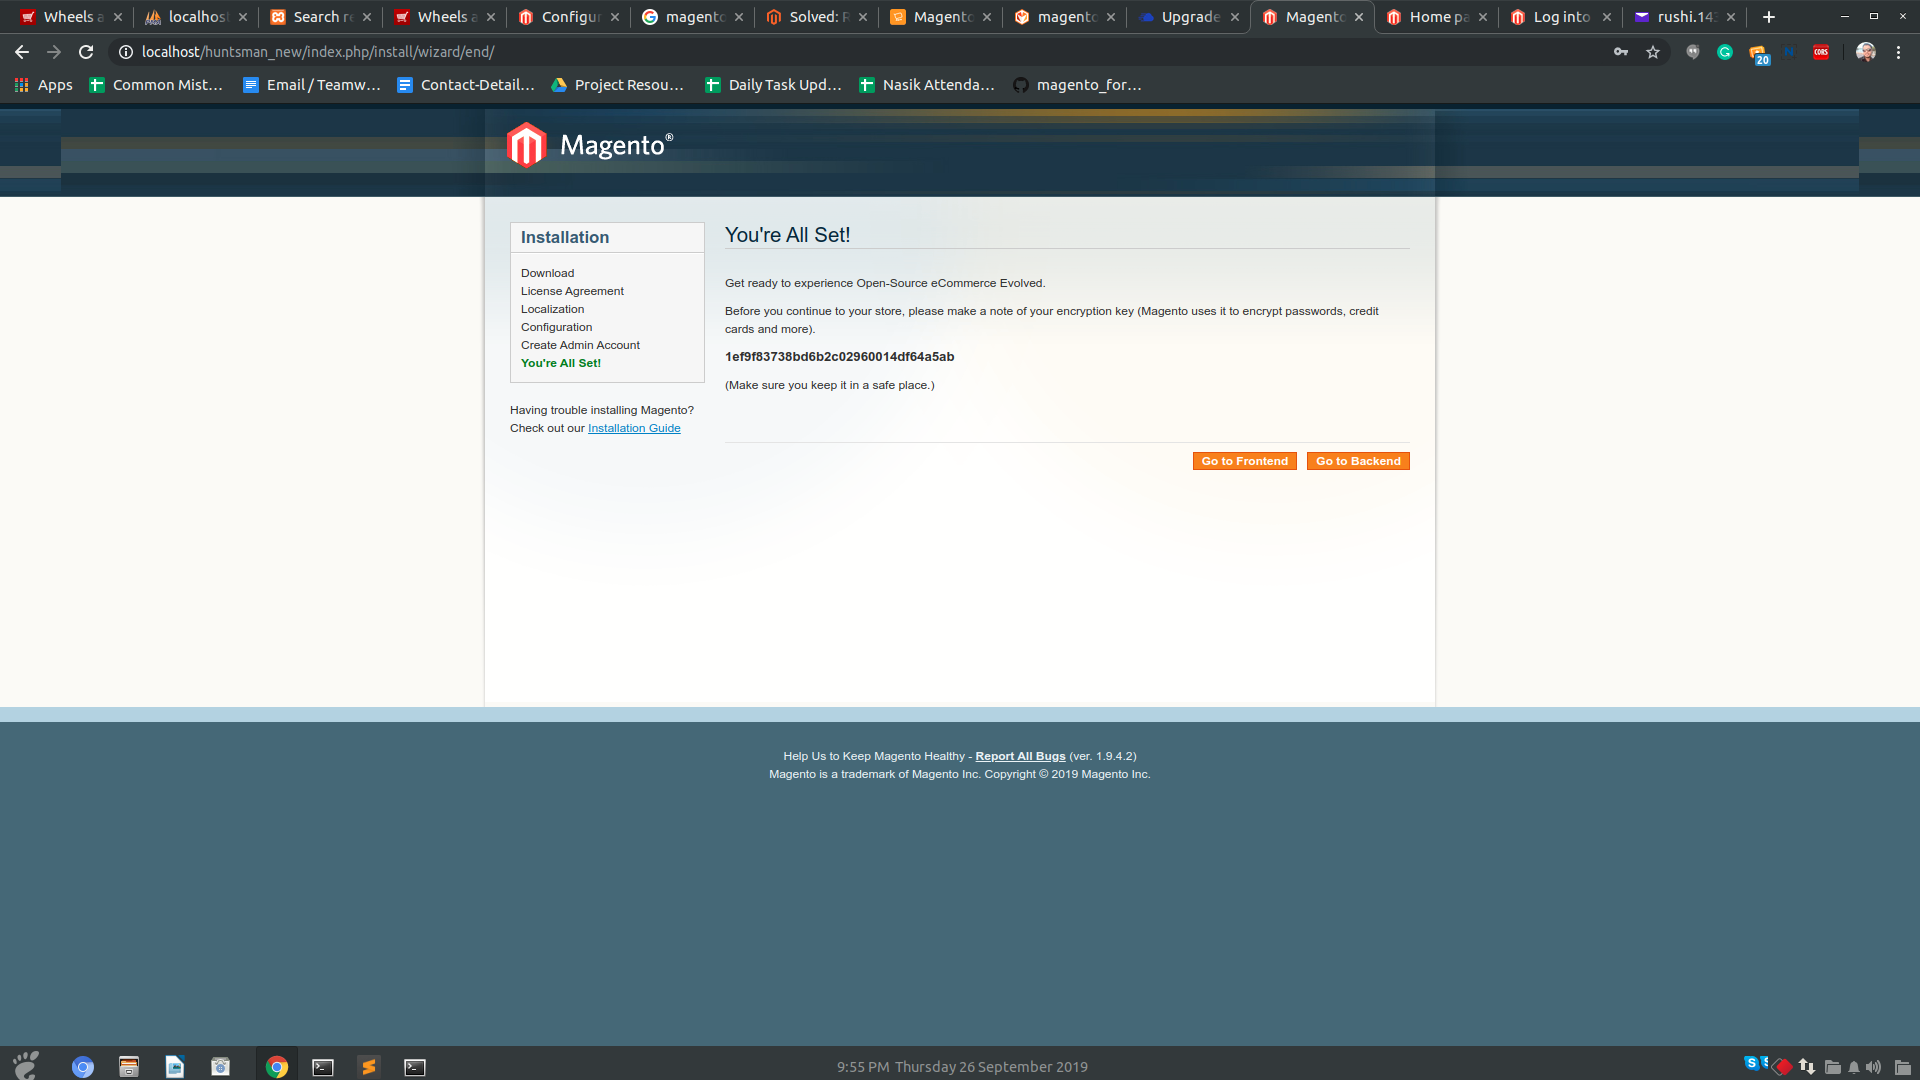 Wheels a
localhost
Search re
Wheels a
Configur
magento
Solved: R
Magento
magento
Upgrade
Magento
Home pa
Log into
rushi.143
localhost/huntsman_new/index.php/install/wizard/end/
20
CORS
Apps
Common Mist...
Email / Teamw...
Contact-Detail...
Project Resou...
Daily Task Upd...
Nasik Attenda...
magento_for...
Magento®
Installation
Download
License Agreement
Localization
Configuration
Create Admin Account
You're All Set!
Having trouble installing Magento?
Check out our Installation Guide
You're All Set!
Get ready to experience Open-Source eCommerce Evolved.
Before you continue to your store, please make a note of your encryption key (Magento uses it to encrypt passwords, credit
cards and more).
1ef9f83738bd6b2c02960014df64a5ab
(Make sure you keep it in a safe place.)
Go to Frontend
Go to Backend
Help Us to Keep Magento Healthy - Report All Bugs (ver. 1.9.4.2)
Magento is a trademark of Magento Inc. Copyright © 2019 Magento Inc.
9:55 PM Thursday 26 September 2019